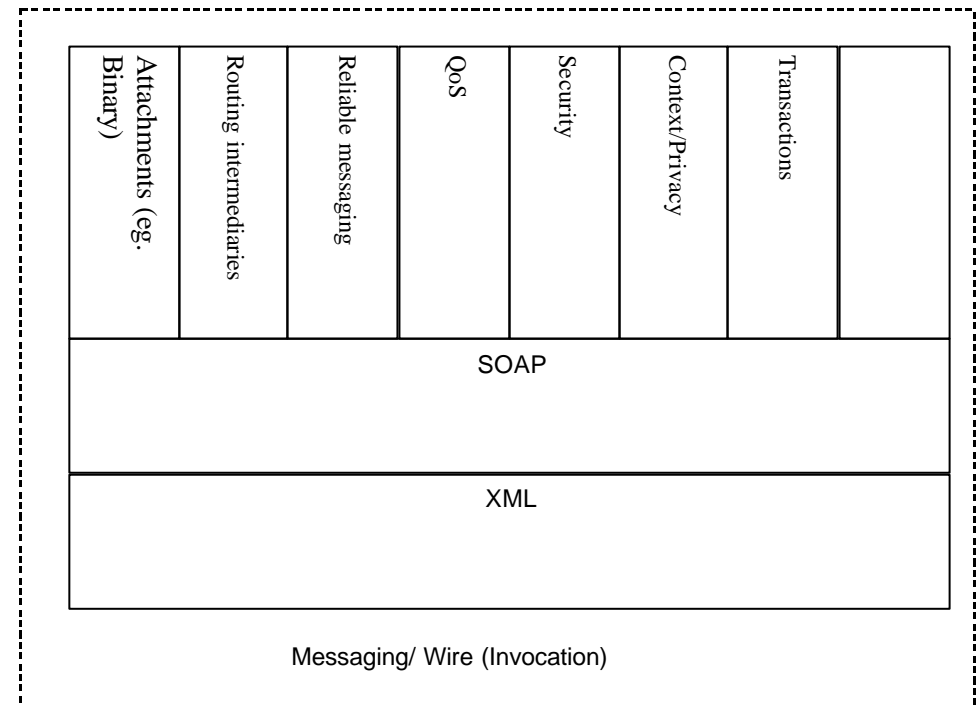 Attachments (eg.
Binary)
Routing intermediaries
Reliable messaging
QoS
Security
Context/Privacy
Transactions
SOAP
XML
Messaging/ Wire (Invocation)